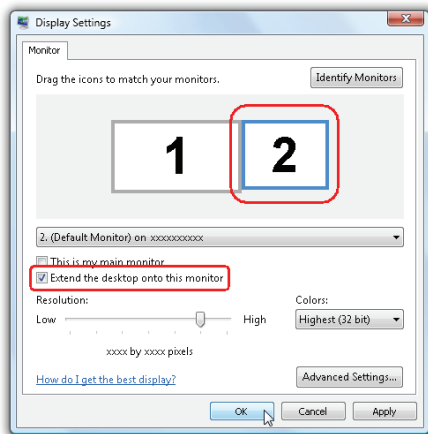 Display Settings
Monitor
Drag the icons to match your monitors.
Identify Monitors
1
2
2. (Default Monitor) on xxxxxxxxxx
This is my main monitor
Extend the desktop onto this monitor
Resolution:
Colors:
Low
High
Highest (32 bit)
xxxx by xxxx pixels
How do I get the best display?
Advanced Settings...
OK
Cancel
Apply